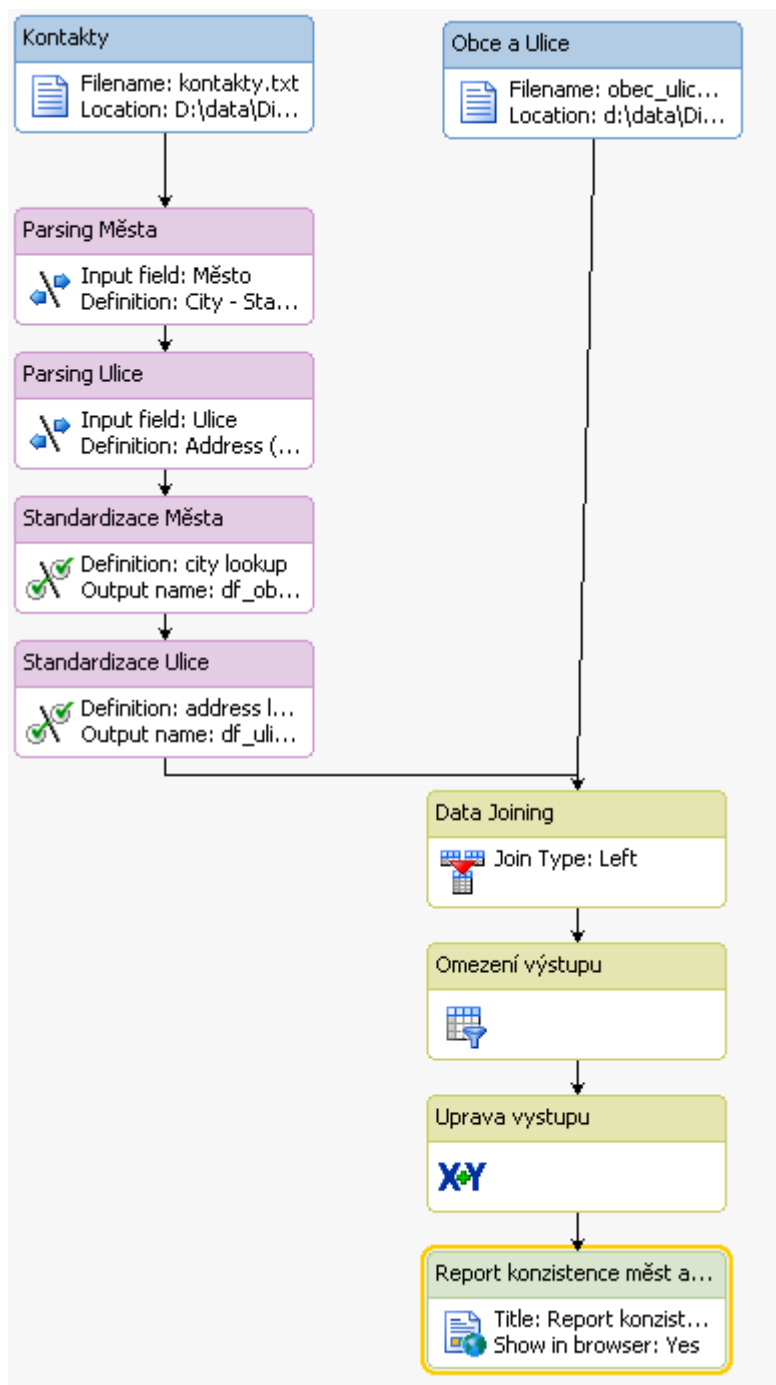 Kontakty
Filename: kontakty.txt
Location: D:\data\Di...
Obce a Ulice
Filename: obec_ulic...
Location: d:\data\Di...
Parsing Města
Input field: Město
Definition: City - Sta...
Parsing Ulice
Input field: Ulice
Definition: Address (...
Standardizace Města
Definition: city lookup
Output name: df_ob...
Standardizace Ulice
Definition: address l...
Output name: df_uli...
Data Joining
Join Type: Left
Omezení výstupu
Uprava vystupu
X+Y
Report konzistence měst a...
Title: Report konzist...
Show in browser: Yes